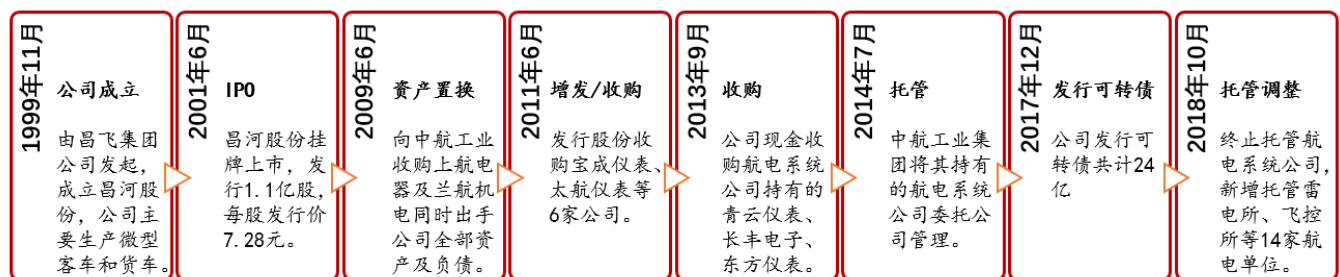 1999年11月
公司成立
由昌飞集团
公司发起，
成立昌河股
份，公司主
要生产微型
客车和货车。
2001年6月
IPO
昌河股份挂
牌上市，发
行1.1亿股，
每股发行价
7.28元。
2009年6月
资产置换
向中航工业
收购上航电
器及兰航机
电同时出手
公司全部资
产及负债。
2011年6月
增发/收购
发行股份收
购宝成仪表、
太航仪表等
6家公司。
2013年9月
收购
公司现金收
购航电系统
公司持有的
青云仪表、
长丰电子、
东方仪表。
2014年7月
托管
中航工业集
团将其持有
的航电系统
公司委托公
司管理。
2017年12月
发行可转债
公司发行可
转债共计24
亿
2018年10月
托管调整
终止托管航
电系统公司，
新增托管雷
电所、飞控
所等14家航
电单位。